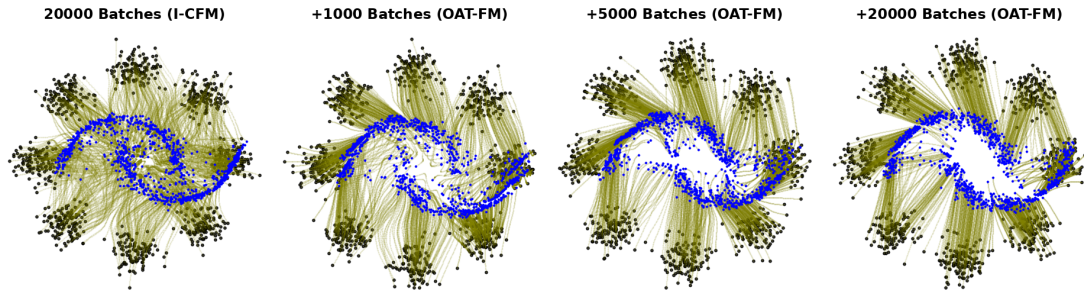 20000 Batches (I-CFM)
+1000 Batches (OAT-FM)
+5000 Batches (OAT-FM)
+20000 Batches (OAT-FM)